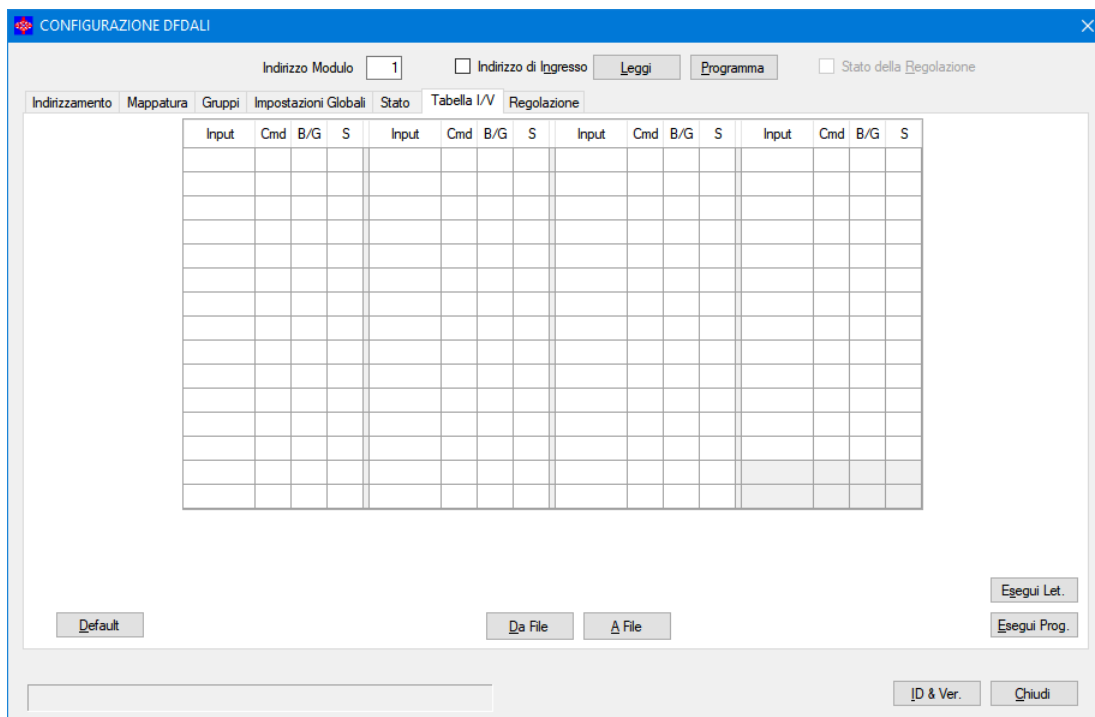 CONFIGURAZIONE DFDALI
Indirizzo Modulo 1 Indirizzo di Ingresso Leggi Programma Stato della Regolazione
Indirizzamento Mappatura Gruppi Impostazioni Globali Stato Tabella I/V Regolazione
Input Cmd B/G S Input Cmd B/G S Input Cmd B/G S Input Cmd B/G S
Esegui Let.
Default Da File A File Esegui Prog.
ID & Ver. Chiudi